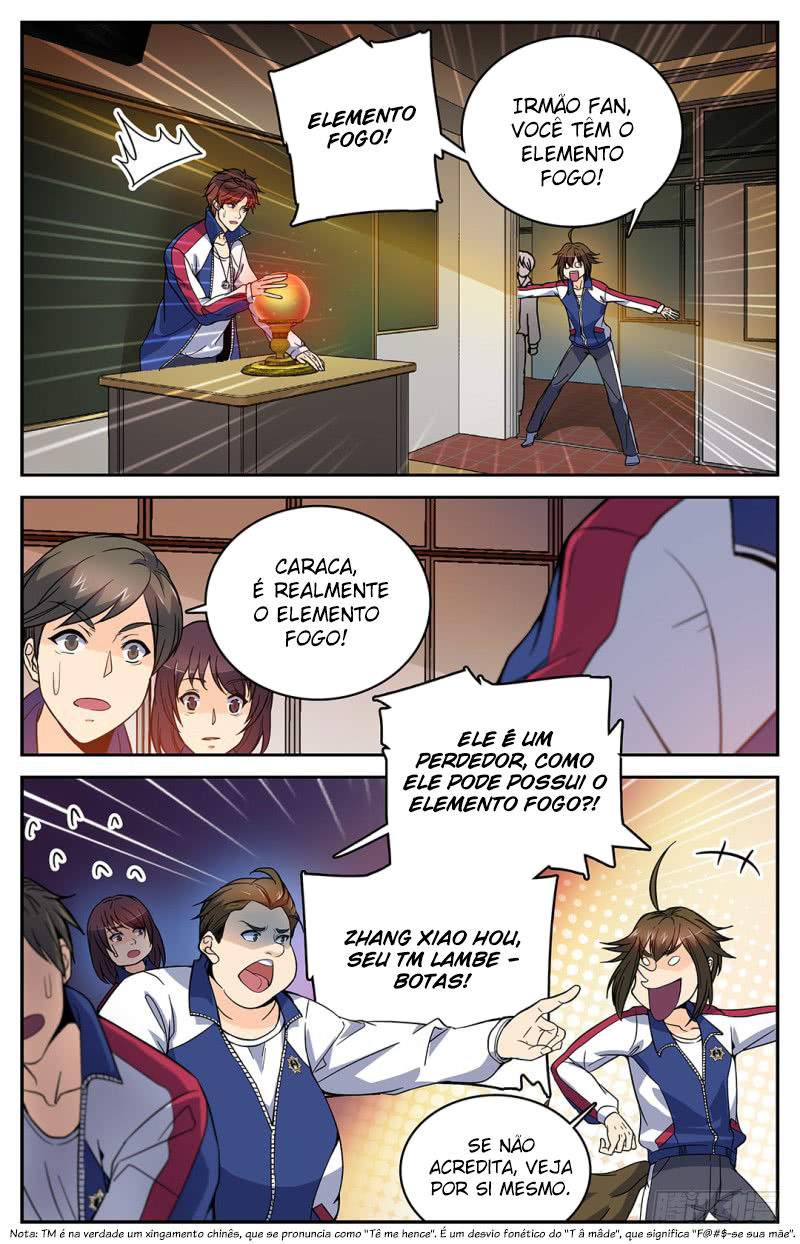 ELEMENTO
FOGO!
IRMÃO FAN,
VOCÊ TÊM O
ELEMENTO
FOGO!
CARACA,
É REALMENTE
O ELEMENTO
FOGO!
ELE É UM
PERDEDOR, COMO
ELE PODE POSSUI O
ELEMENTO FOGO?!
ZHANG XIAO HOU,
SEU TM LAMBE -
BOTAS!
SE NÃO
ACREDITA, VEJA
POR SI MESMO.
Nota: TM é na verdade um xingamento chinês, que se pronuncia como "Tê me hence". É um desvio fonético do "T â mâde", que significa "F@#$-se sua mãe".